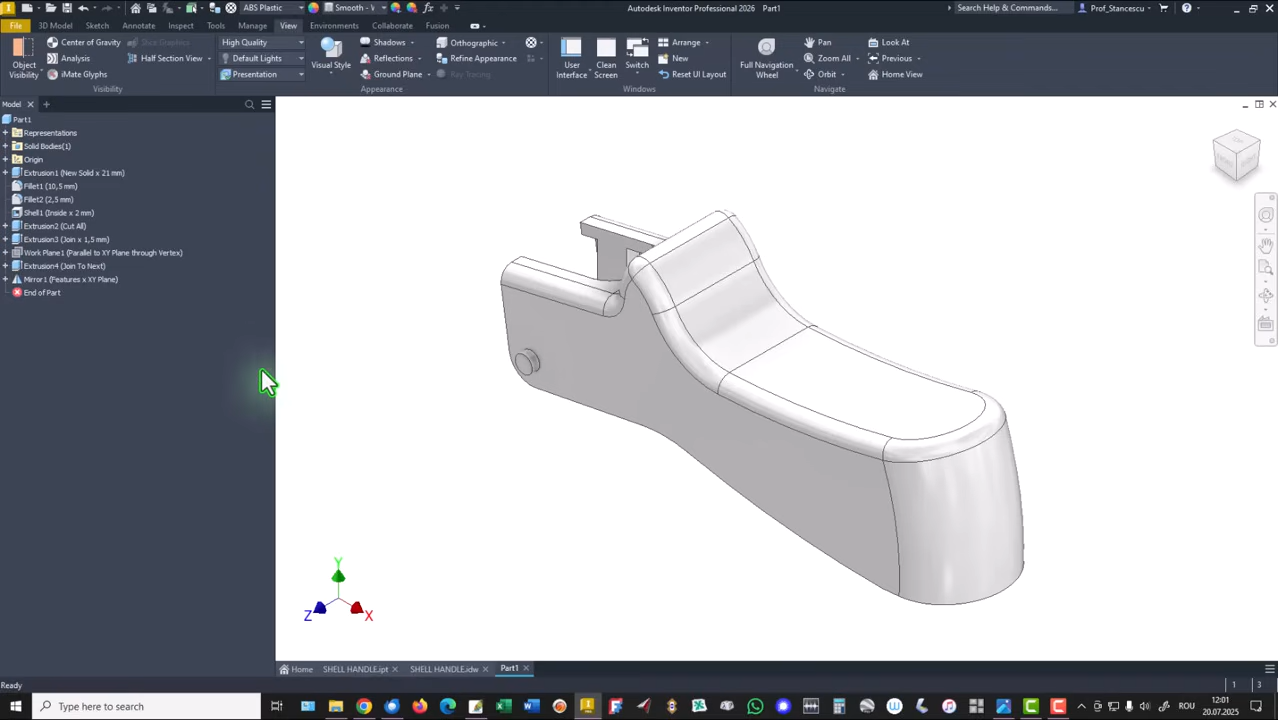 ABS Plastic
Smooth - V
Autodesk Inventor Professional 2026 Part1
Search Help & Commands...
Prof_Stancescu
File 3D Model Sketch Annotate Inspect Tools Manage View Environments Get Started Collaborate Fusion
Object Visibility
Center of Gravity
Analysis
iMate Glyphs
Slice Graphics
Half Section View
Visibility
High Quality
Default Lights
Presentation
Visual Style
Shadows
Reflections
Ground Plane
Orthographic
Refine Appearance
Ray Tracing
Appearance
User Interface
Clean Screen
Switch
Arrange
New
Reset UI Layout
Windows
Full Navigation Wheel
Pan
Zoom All
Orbit
Look At
Previous
Home View
Navigate
Model
Part1
Representations
Solid Bodies(1)
Origin
Extrusion1 (New Solid x 21 mm)
Fillet1 (10,5 mm)
Fillet2 (2,5 mm)
Shell1 (Inside x 2 mm)
Extrusion2 (Cut All)
Extrusion3 (Join x 1,5 mm)
Work Plane1 (Parallel to XY Plane through Vertex)
Extrusion4 (Join To Next)
Mirror1 (Features x XY Plane)
End of Part
Y
Z
X
Home SHELL HANDLE.ipt SHELL HANDLE.idw Part1
Ready
1 3
Type here to search
ROU
12:01
20.07.2025